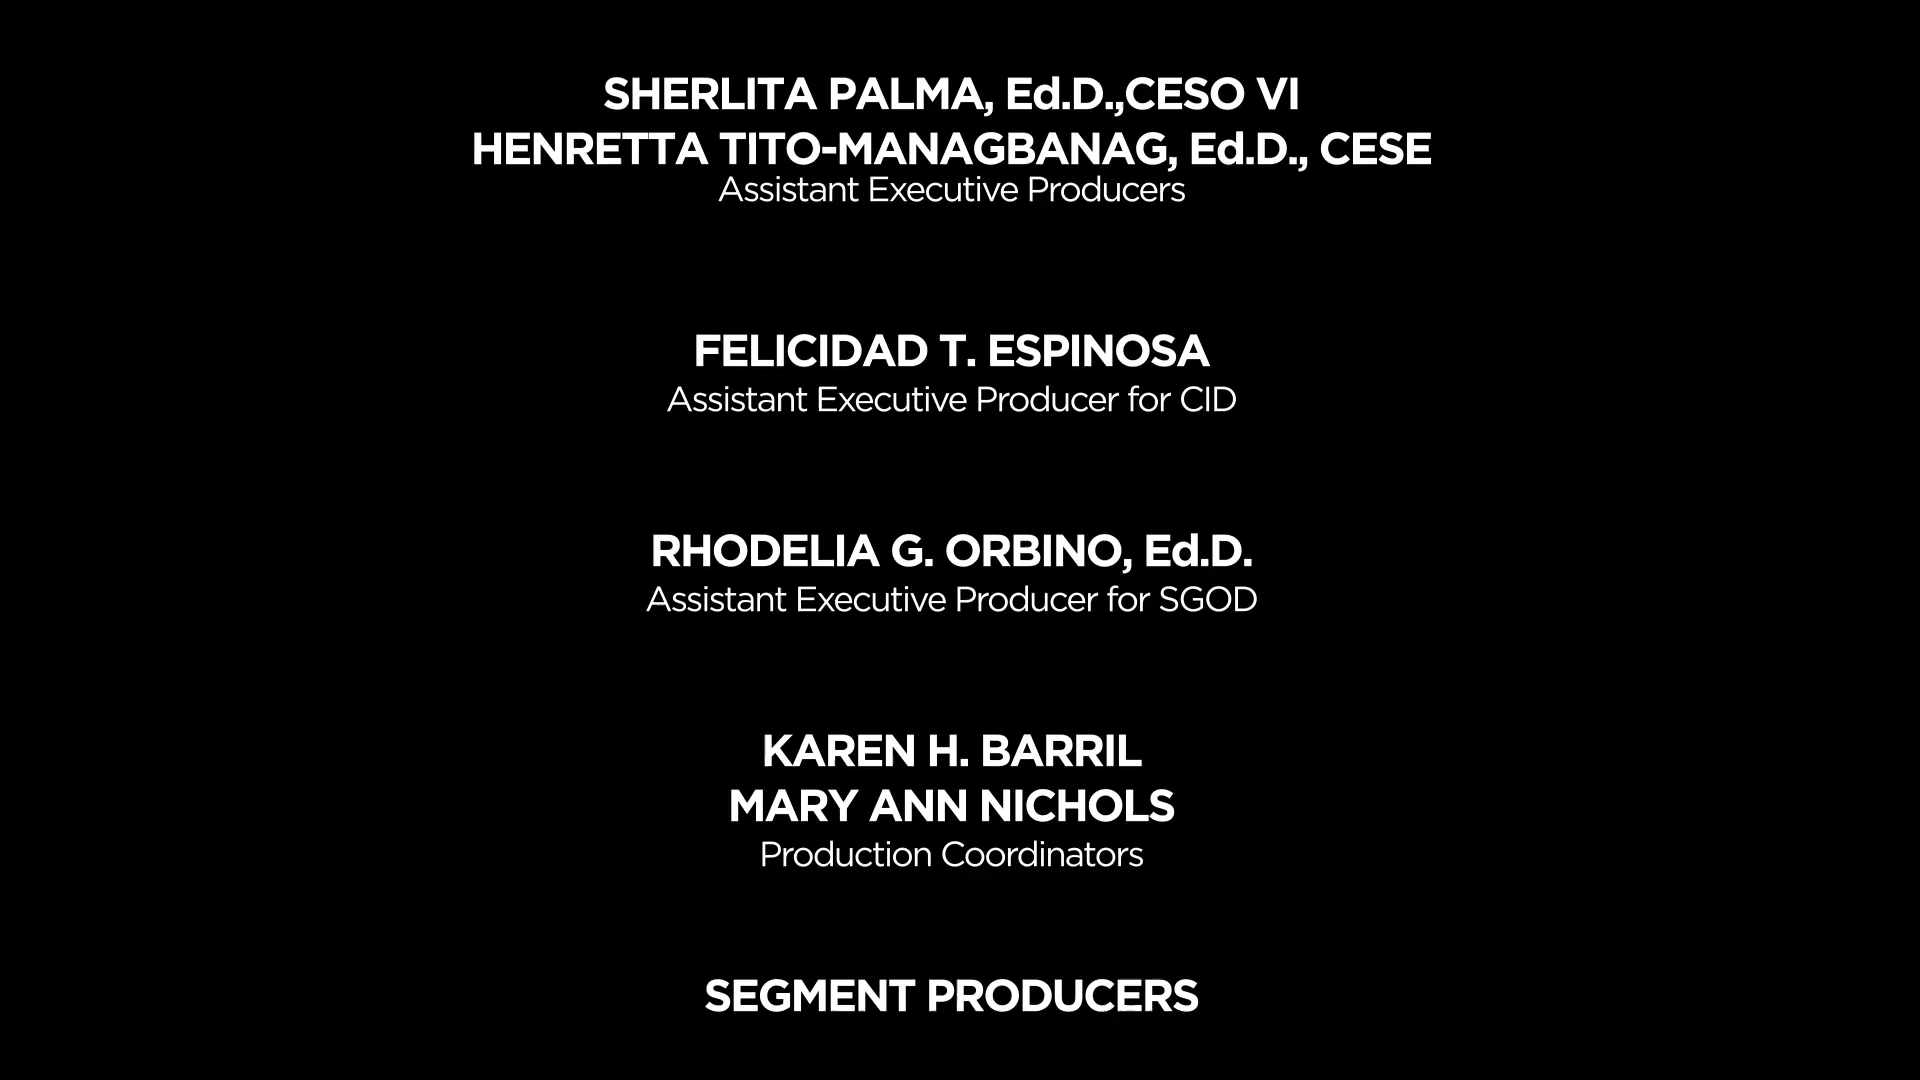 SHERLITA PALMA, Ed.D.,CESO VI
HENRETTA TITO-MANAGBANAG, Ed.D., CESE
Assistant Executive Producers
FELICIDAD T. ESPINOSA
Assistant Executive Producer for CID
RHODELIA G. ORBINO, Ed.D.
Assistant Executive Producer for SGOD
KAREN H. BARRIL
MARY ANN NICHOLS
Production Coordinators
SEGMENT PRODUCERS